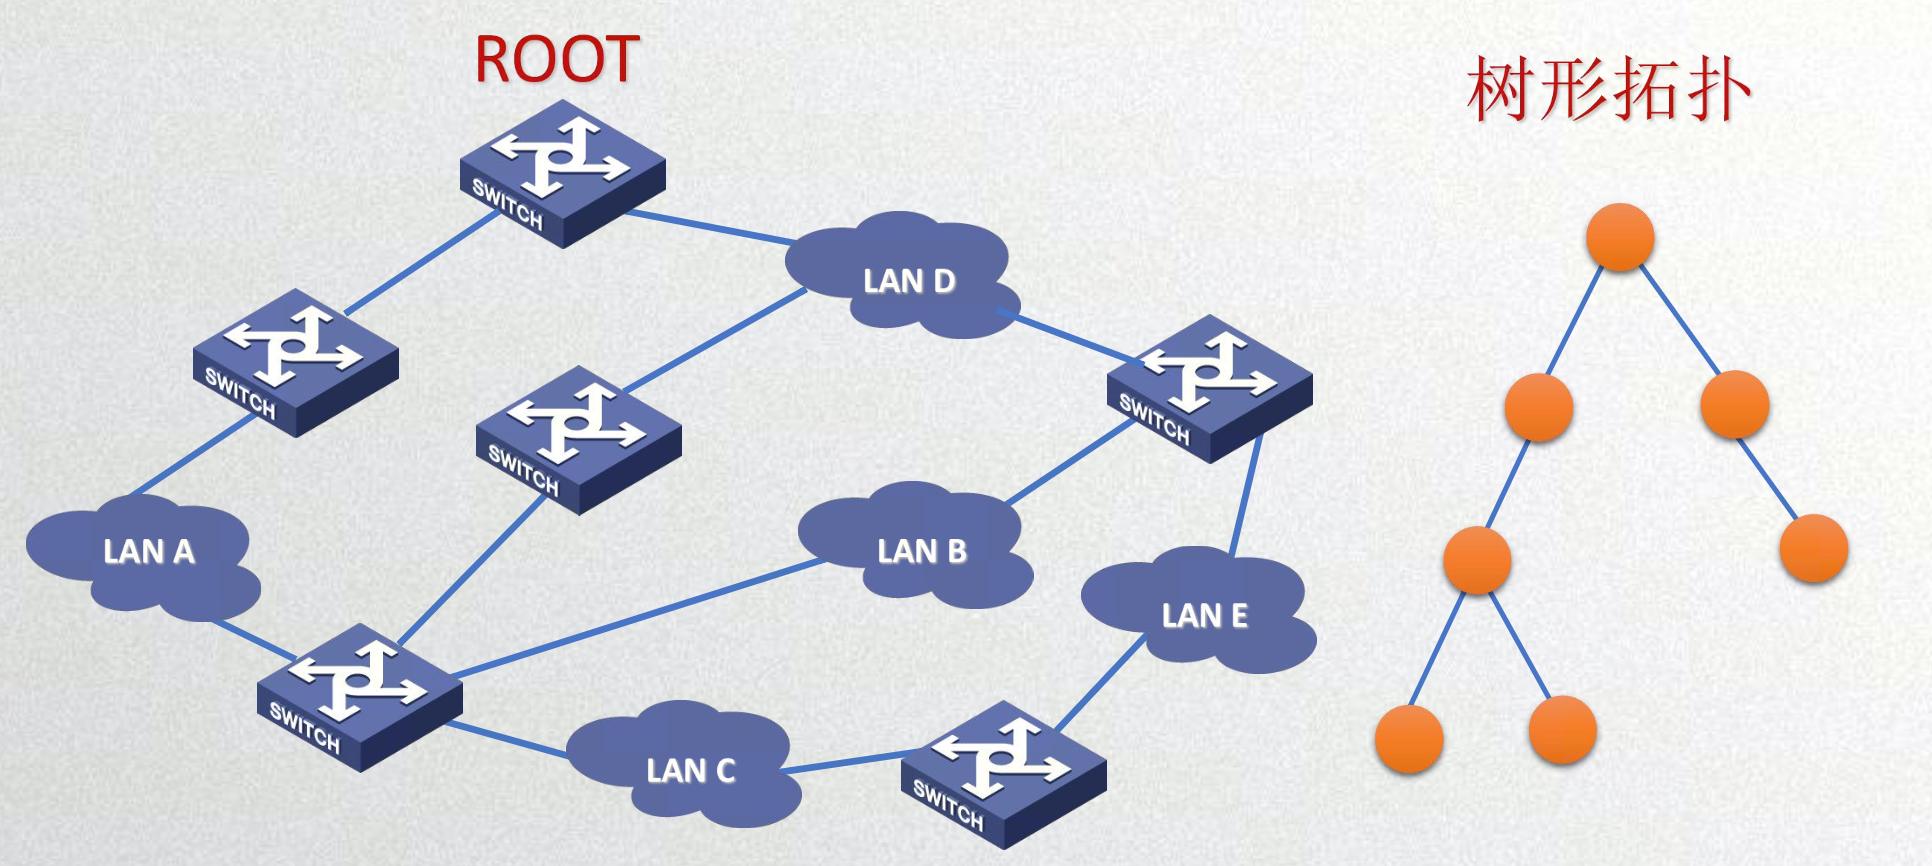 ROOT
树形拓扑
SWITCH
LAN D
SWITCH
SWITCH
SWITCH
LAN A
LAN B
LAN E
SWITCH
LAN C
SWITCH